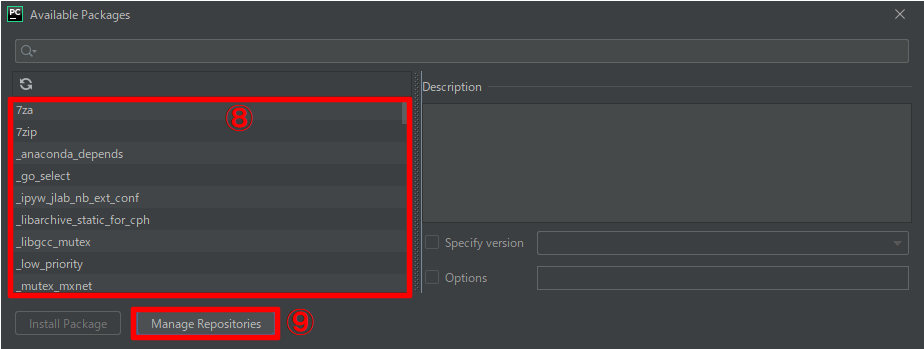 PC Available Packages
7za
⑧
7zip
_anaconda_depends
_go_select
_ipyw_jlab_nb_ext_conf
_libarchive_static_for_cph
_libgcc_mutex
_low_priority
_mutex_mxnet
Description
Specify version
Options
Install Package
Manage Repositories
⑨